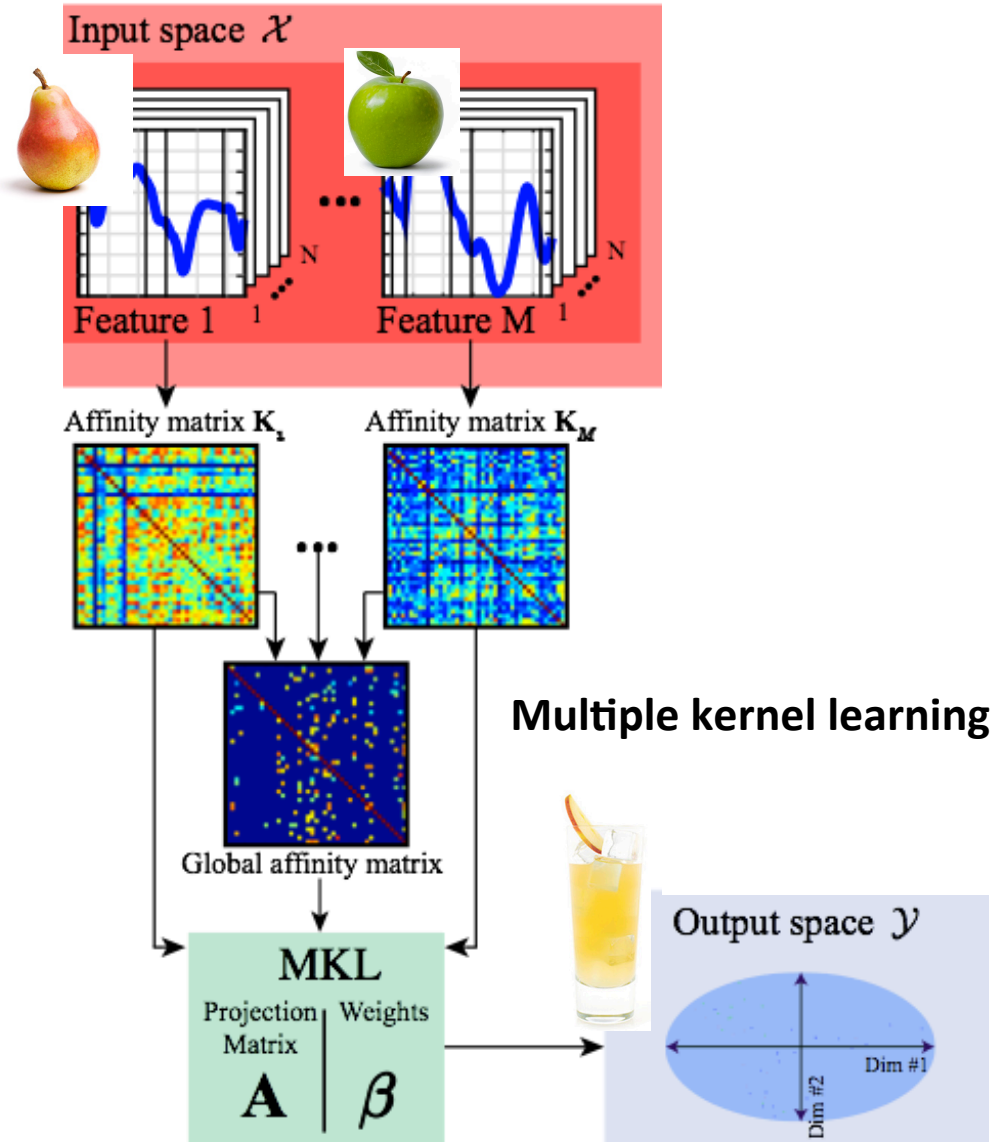 Input space 𝒳
N
N
1
1
Feature 1
Feature M
Affinity matrix K₁
Affinity matrix K_M
Multiple kernel learning
Global affinity matrix
Output space 𝒴
MKL
Projection Matrix
Weights
A
β
Dim #1
Dim #2